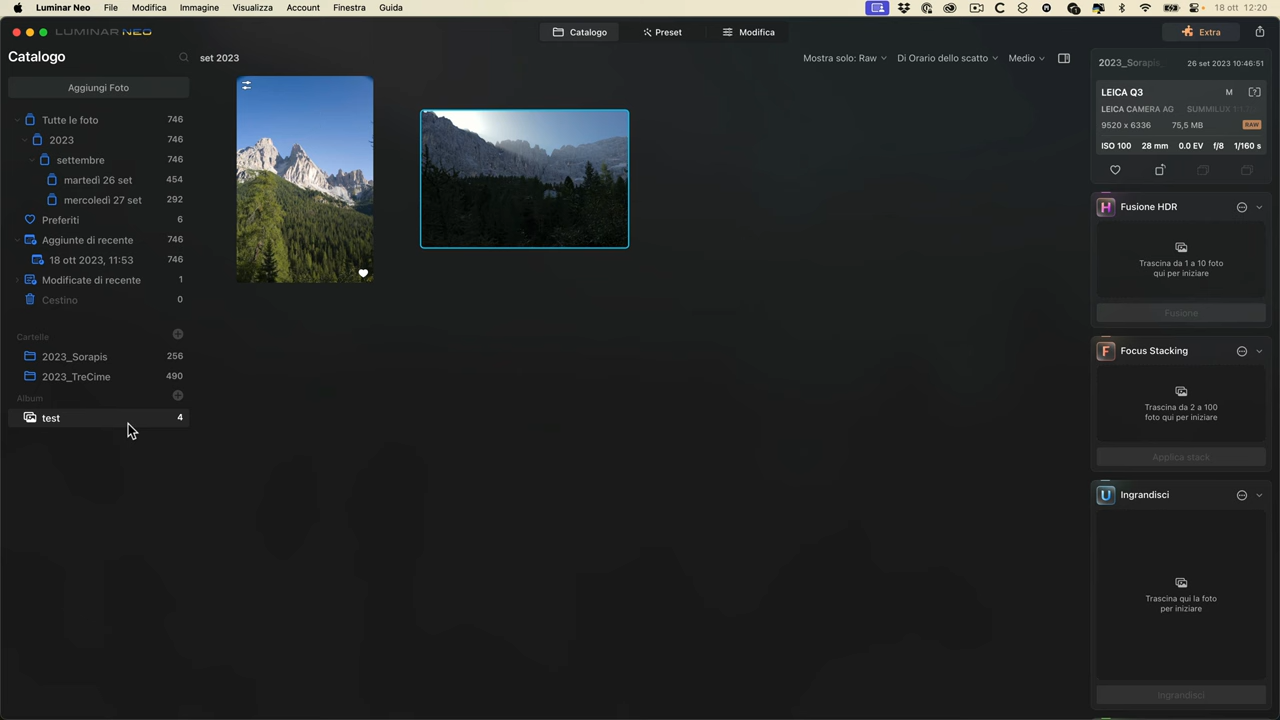 Luminar Neo File Modifica Immagine Visualizza Account Finestra Guida
18 ott 12:20
LUMINAR NEO
Catalogo Preset Modifica
Extra
Catalogo
Aggiungi Foto
Tutte le foto 746
2023 746
settembre 746
martedì 26 set 454
mercoledì 27 set 292
Preferiti 6
Aggiunte di recente 746
18 ott 2023, 11:53 746
Modificate di recente 1
Cestino 0
Cartelle
2023_Sorapis 256
2023_TreCime 490
Album
test 4
set 2023
Mostra solo: Raw Di Orario dello scatto Medio
2023_Sorapis 26 set 2023 10:46:51
LEICA Q3 M
LEICA CAMERA AG SUMMILUX
9520 x 6336 75,5 MB RAW
ISO 100 28 mm 0.0 EV f/8 1/160 s
H Fusione HDR
Trascina da 1 a 10 foto
qui per iniziare
Fusione
F Focus Stacking
Trascina da 2 a 100
foto qui per iniziare
Applica stack
U Ingrandisci
Trascina qui la foto
per iniziare
Ingrandisci